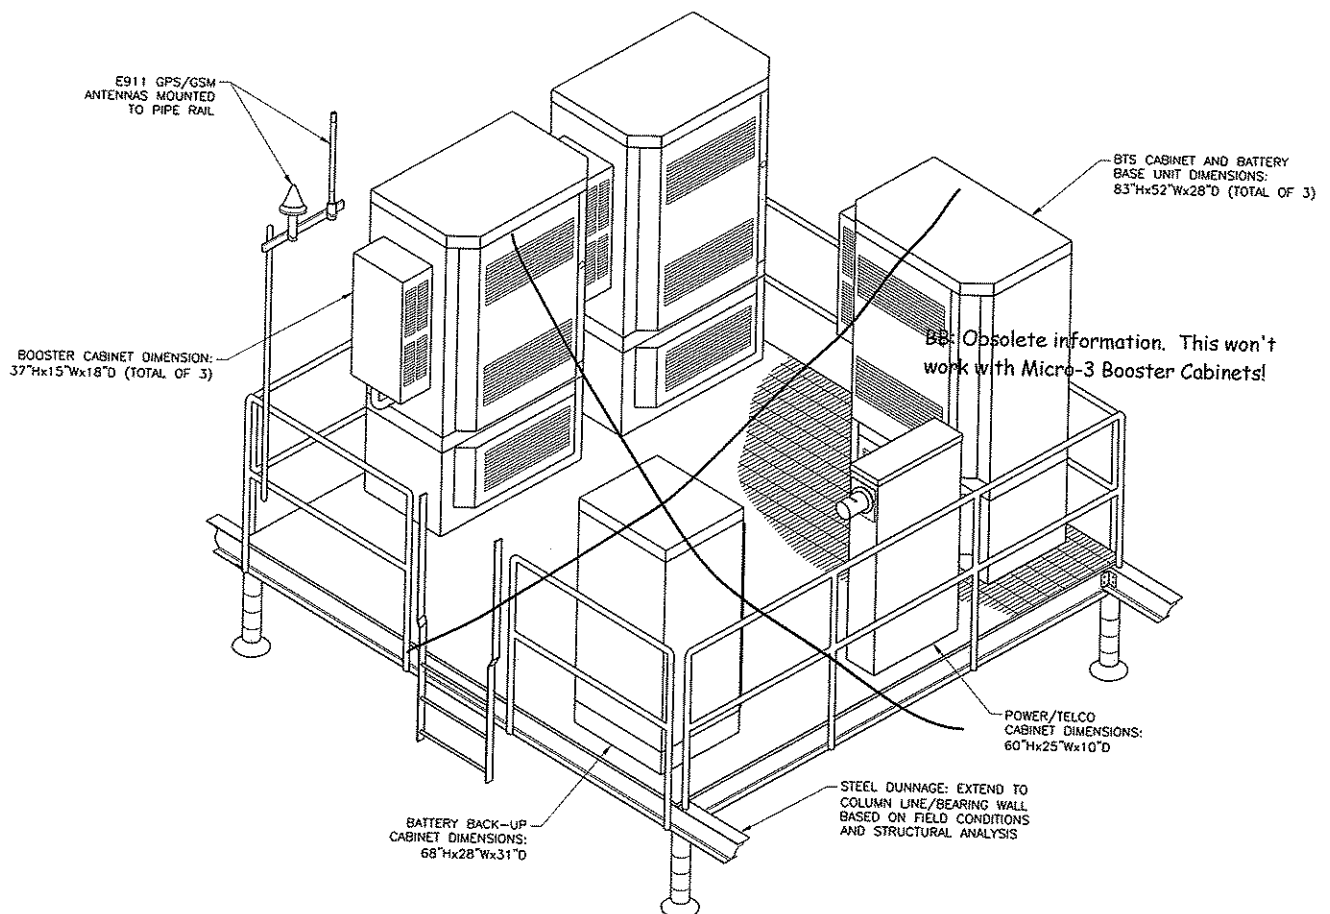 E911 GPS/GSM
ANTENNAS MOUNTED
TO PIPE RAIL
BTS CABINET AND BATTERY
BASE UNIT DIMENSIONS:
83"Hx52"Wx28"D (TOTAL OF 3)
BB: Obsolete information. This won't
work with Micro-3 Booster Cabinets!
BOOSTER CABINET DIMENSION:
37"Hx15"Wx18"D (TOTAL OF 3)
POWER/TELCO
CABINET DIMENSIONS:
60"Hx25"Wx10"D
STEEL DUNNAGE: EXTEND TO
COLUMN LINE/BEARING WALL
BASED ON FIELD CONDITIONS
AND STRUCTURAL ANALYSIS
BATTERY BACK-UP
CABINET DIMENSIONS:
68"Hx28"Wx31"D